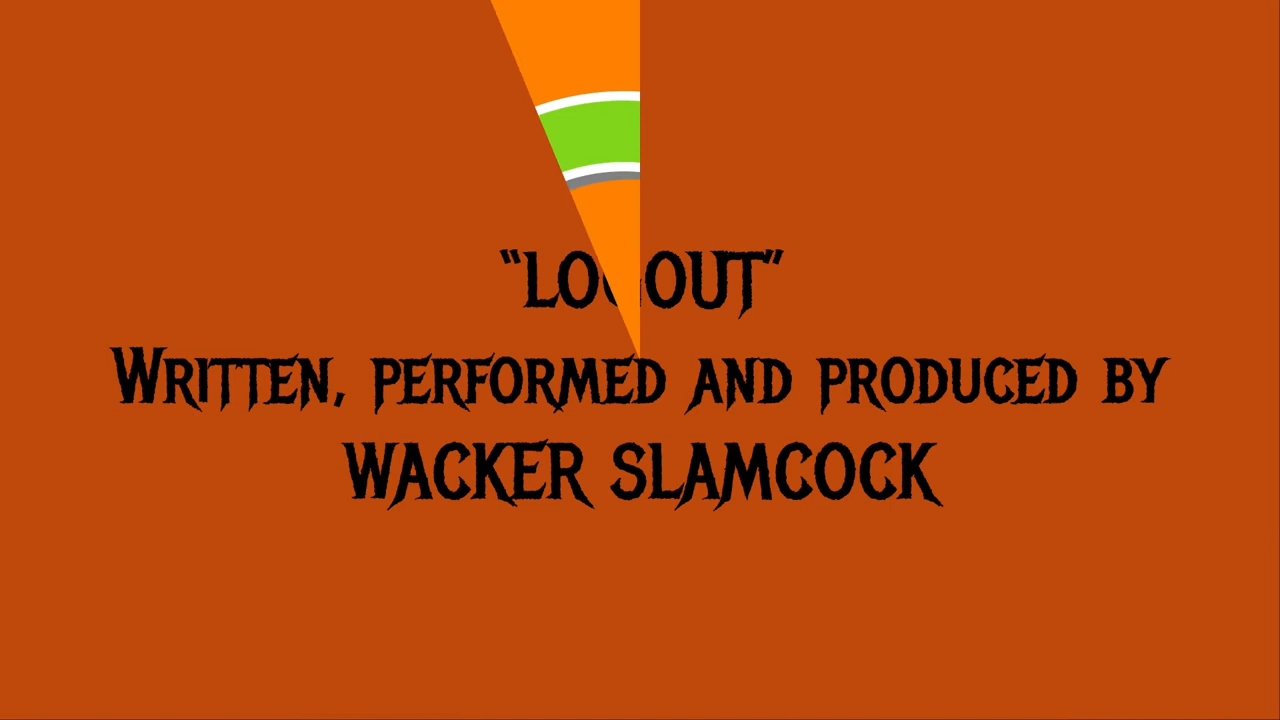 "LOGOUT"
WRITTEN, PERFORMED AND PRODUCED BY
WACKER SLAMCOCK